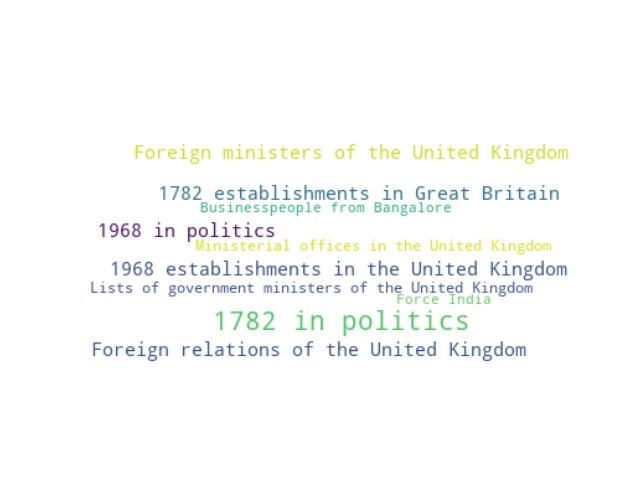 Foreign ministers of the United Kingdom
1782 establishments in Great Britain
Businesspeople from Bangalore
1968 in politics
Ministerial offices in the United Kingdom
1968 establishments in the United Kingdom
Lists of government ministers of the United Kingdom
Force India
1782 in politics
Foreign relations of the United Kingdom